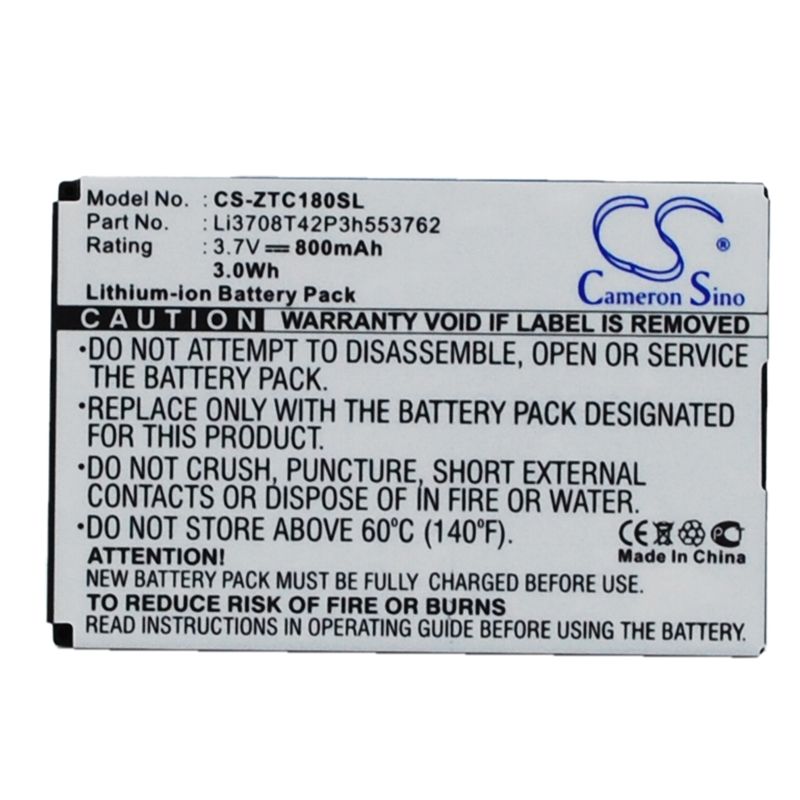 Model No. : CS-ZTC180SL
Part No. : Li3708T42P3h553762
Rating : 3.7V 800mAh
3.0Wh
Lithium-ion Battery Pack
CS ®
Cameron Sino
CAUTION WARRANTY VOID IF LABEL IS REMOVED
•DO NOT ATTEMPT TO DISASSEMBLE, OPEN OR SERVICE
BATTERY PACK.
•REPLACE ONLY WITH THE BATTERY PACK DESIGNATED
FOR THIS PRODUCT.
•DO NOT CRUSH, PUNCTURE, SHORT EXTERNAL
CONTACTS OR DISPOSE OF IN FIRE OR WATER.
•DO NOT STORE ABOVE 60°C (140°F).
CE
Made In China
ATTENTION!
NEW BATTERY PACK MUST BE FULLY CHARGED BEFORE USE.
TO REDUCE RISK OF FIRE OR BURNS
READ INSTRUCTIONS IN OPERATING GUIDE BEFORE USING THE BATTERY.